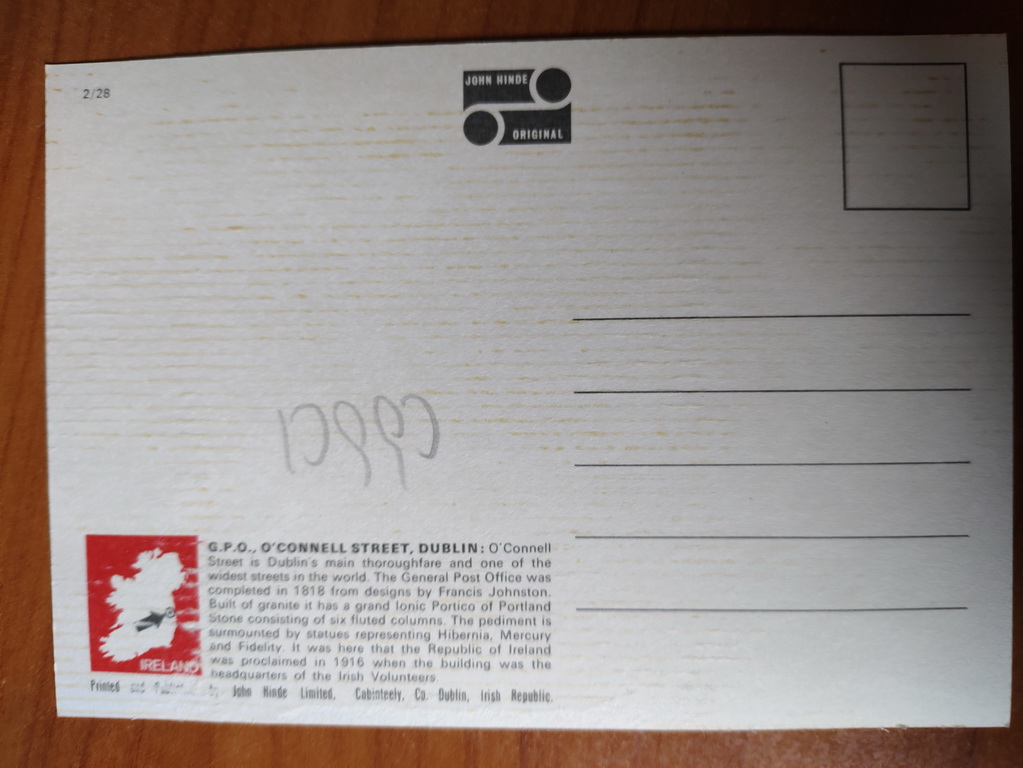 2/28
JOHN HINDE
ORIGINAL
G.P.O., O'CONNELL STREET, DUBLIN: O'Connell
Street is Dublin's main thoroughfare and one of the
widest streets in the world. The General Post Office was
completed in 1818 from designs by Francis Johnston.
Built of granite it has a grand Ionic Portico of Portland
Stone consisting of six fluted columns. The pediment is
surmounted by statues representing Hibernia, Mercury
and Fidelity. It was here that the Republic of Ireland
was proclaimed in 1916 when the building was the
headquarters of the Irish Volunteers
IRELAND
Printed and by John Hinde Limited, Cabinteely, Co. Dublin, Irish Republic.